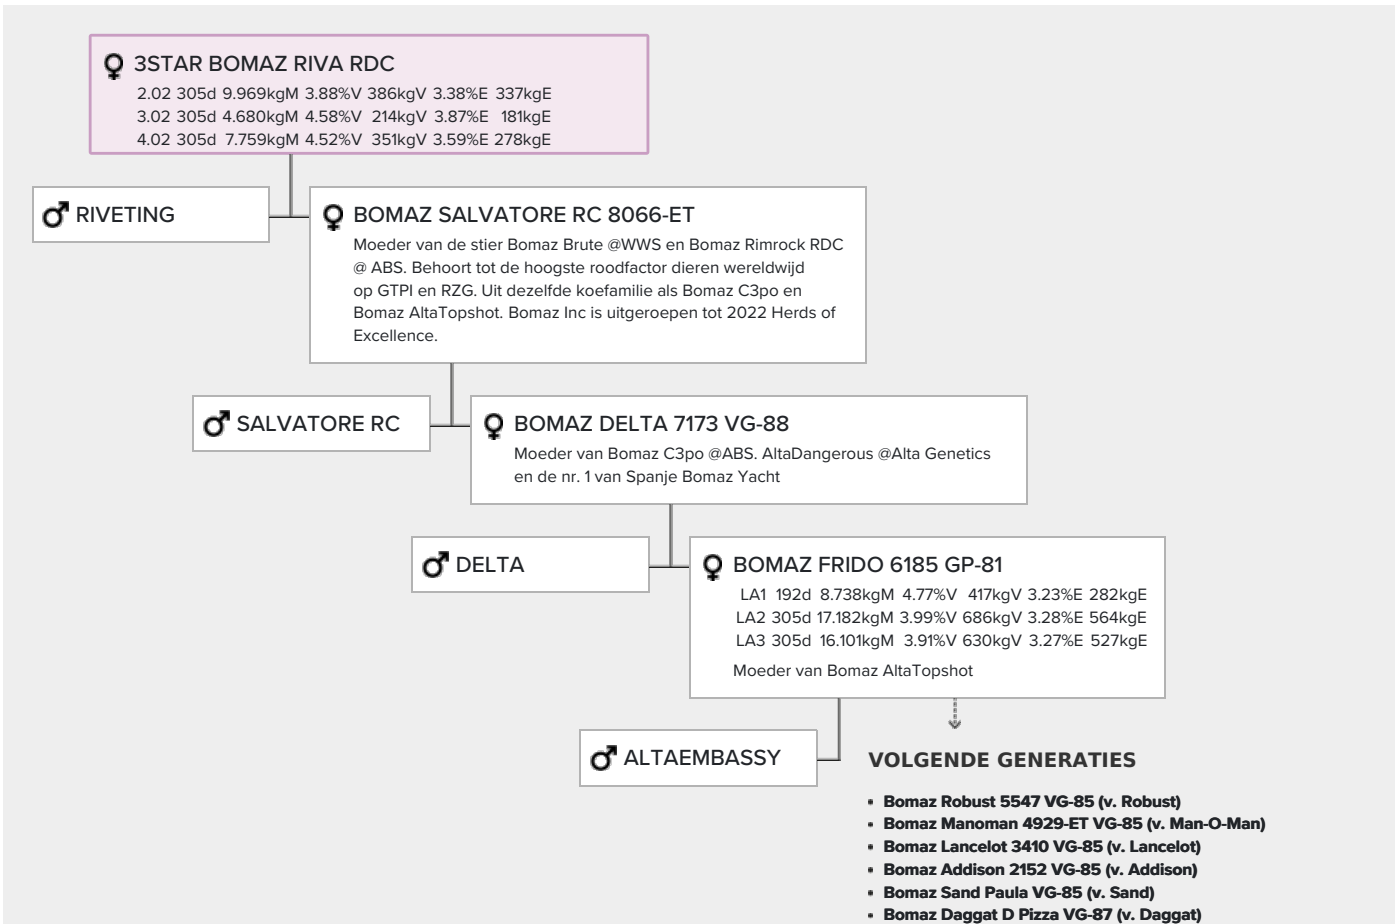 3STAR BOMAZ RIVA RDC
2.02 305d 9.969kgM 3.88%V 386kgV 3.38%E 337kgE
3.02 305d 4.680kgM 4.58%V 214kgV 3.87%E 181kgE
4.02 305d 7.759kgM 4.52%V 351kgV 3.59%E 278kgE
RIVETING
BOMAZ SALVATORE RC 8066-ET
Moeder van de stier Bomaz Brute @WWS en Bomaz Rimrock RDC
@ ABS. Behoort tot de hoogste roodfactor dieren wereldwijd
op GTPI en RZG. Uit dezelfde koefamilie als Bomaz C3po en
Bomaz AltaTopshot. Bomaz Inc is uitgeroepen tot 2022 Herds of
Excellence.
SALVATORE RC
BOMAZ DELTA 7173 VG-88
Moeder van Bomaz C3po @ABS. AltaDangerous @Alta Genetics
en de nr. 1 van Spanje Bomaz Yacht
DELTA
BOMAZ FRIDO 6185 GP-81
LA1 192d 8.738kgM 4.77%V 417kgV 3.23%E 282kgE
LA2 305d 17.182kgM 3.99%V 686kgV 3.28%E 564kgE
LA3 305d 16.101kgM 3.91%V 630kgV 3.27%E 527kgE
Moeder van Bomaz AltaTopshot
ALTAEMBASSY
VOLGENDE GENERATIES
• Bomaz Robust 5547 VG-85 (v. Robust)
• Bomaz Manoman 4929-ET VG-85 (v. Man-O-Man)
• Bomaz Lancelot 3410 VG-85 (v. Lancelot)
• Bomaz Addison 2152 VG-85 (v. Addison)
• Bomaz Sand Paula VG-85 (v. Sand)
• Bomaz Daggat D Pizza VG-87 (v. Daggat)